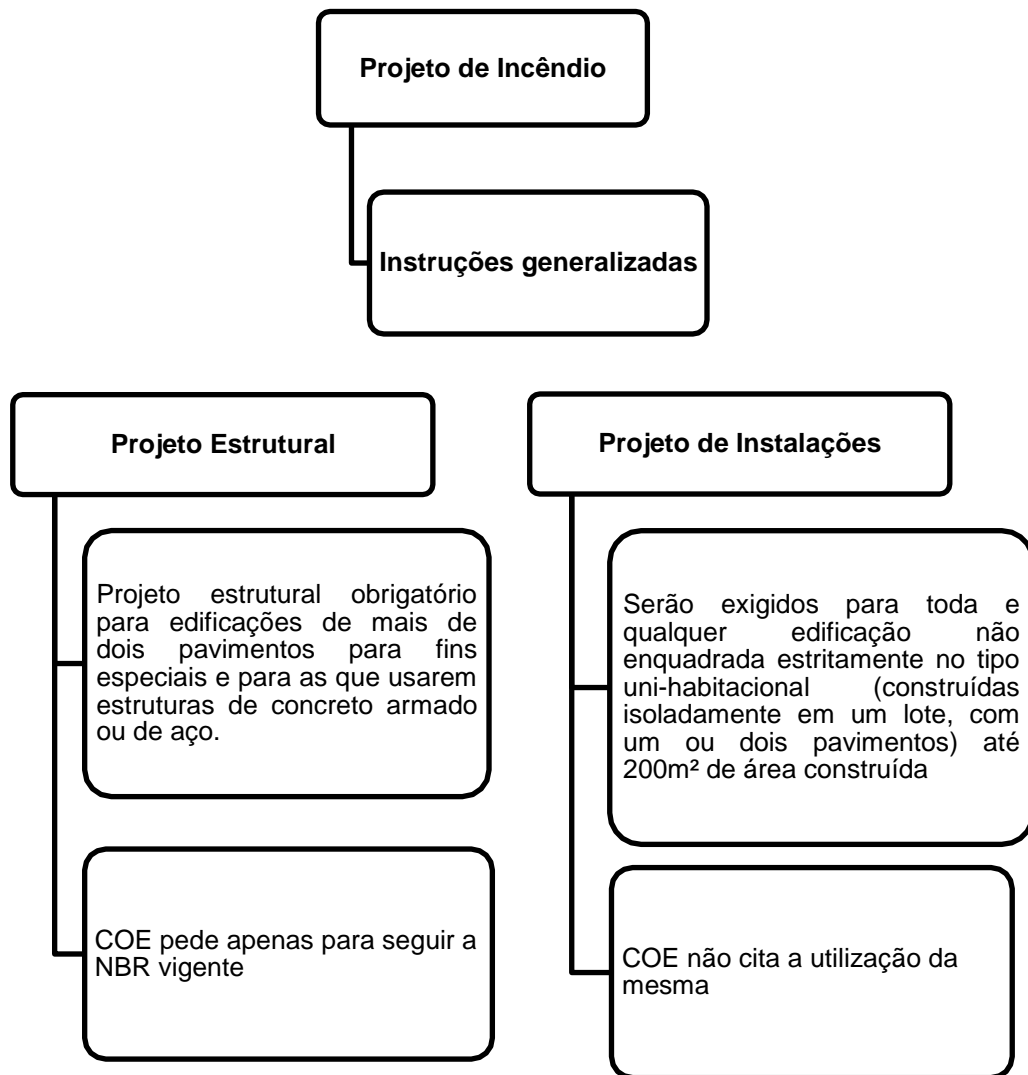 Projeto de Incêndio
Instruções generalizadas
Projeto Estrutural
Projeto estrutural obrigatório
para edificações de mais de
dois pavimentos para fins
especiais e para as que usarem
estruturas de concreto armado
ou de aço.
COE pede apenas para seguir a
NBR vigente
Projeto de Instalações
Serão exigidos para toda e
qualquer edificação não
enquadrada estritamente no tipo
uni-habitacional (construídas
isoladamente em um lote, com
um ou dois pavimentos) até
200m² de área construída
COE não cita a utilização da
mesma